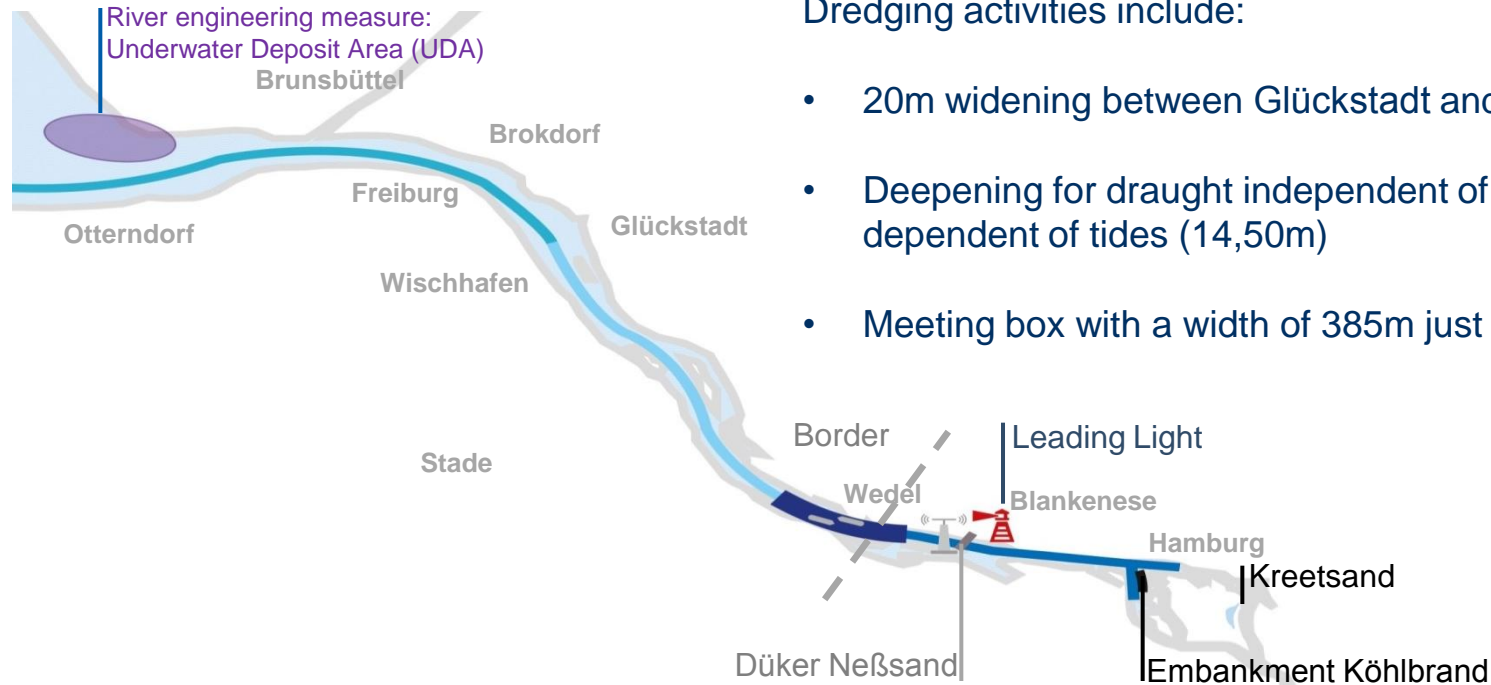 River engineering measure:
Underwater Deposit Area (UDA)
Brunsbüttel
Brokdorf
Freiburg
Glückstadt
Otterndorf
Wischhafen
Stade
Dredging activities include:
• 20m widening between Glückstadt and
• Deepening for draught independent of
dependent of tides (14,50m)
• Meeting box with a width of 385m just
Border
Leading Light
Wedel
Blankenese
Hamburg
Kreetsand
Düker Neßsand
Embankment Köhlbrand